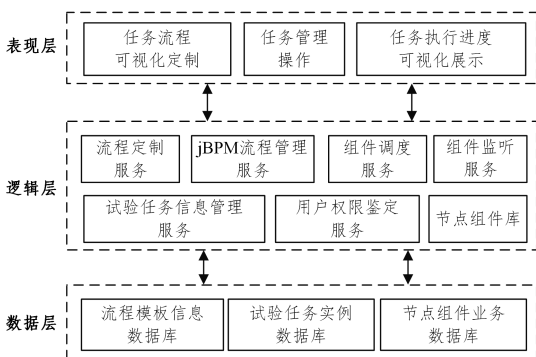 表现层
任务流程
可视化定制
任务管理
操作
任务执行进度
可视化展示
逻辑层
流程定制
服务
jBPM流程管理
服务
组件调度
服务
组件监听
服务
试验任务信息管理
服务
用户权限鉴定
服务
节点组件库
数据层
流程模板信息
数据库
试验任务实例
数据库
节点组件业务
数据库